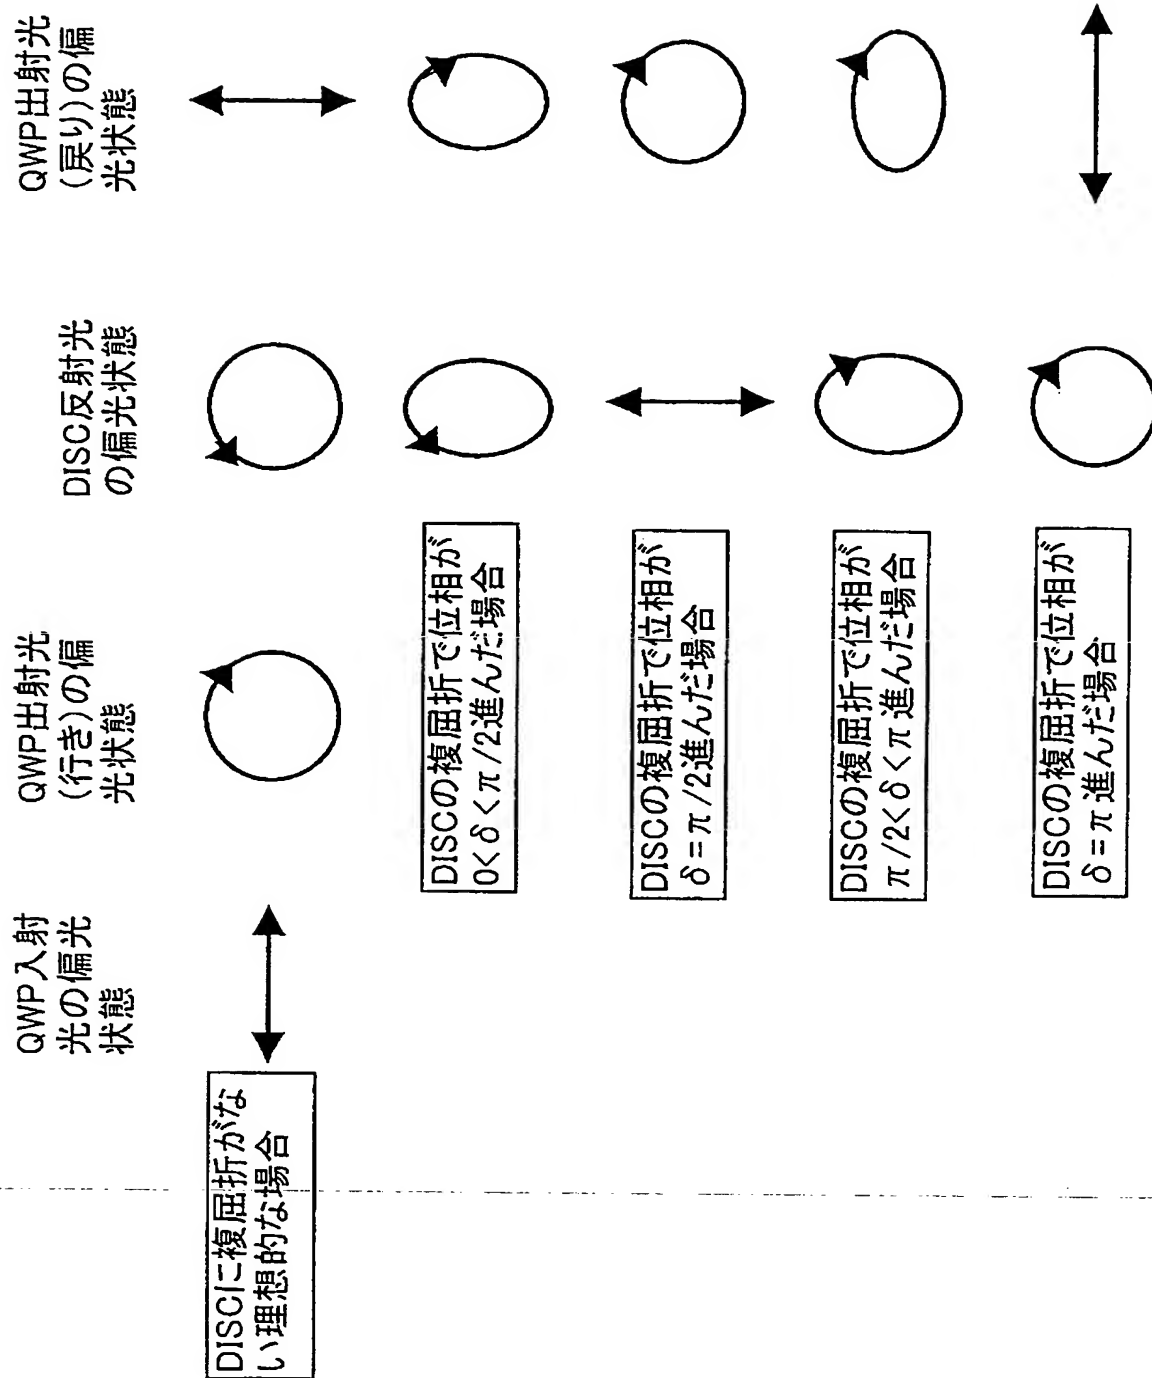 QWP入射
光の偏光
状態
QWP出射光
(行き)の偏
光状態
DISC反射光
の偏光状態
QWP出射光
(戻り)の偏
光状態
DISCに複屈折がな
い理想的な場合
DISCの複屈折で位相が
0<δ<π/2進んだ場合
DISCの複屈折で位相が
δ=π/2進んだ場合
DISCの複屈折で位相が
π/2<δ<π進んだ場合
DISCの複屈折で位相が
δ=π進んだ場合